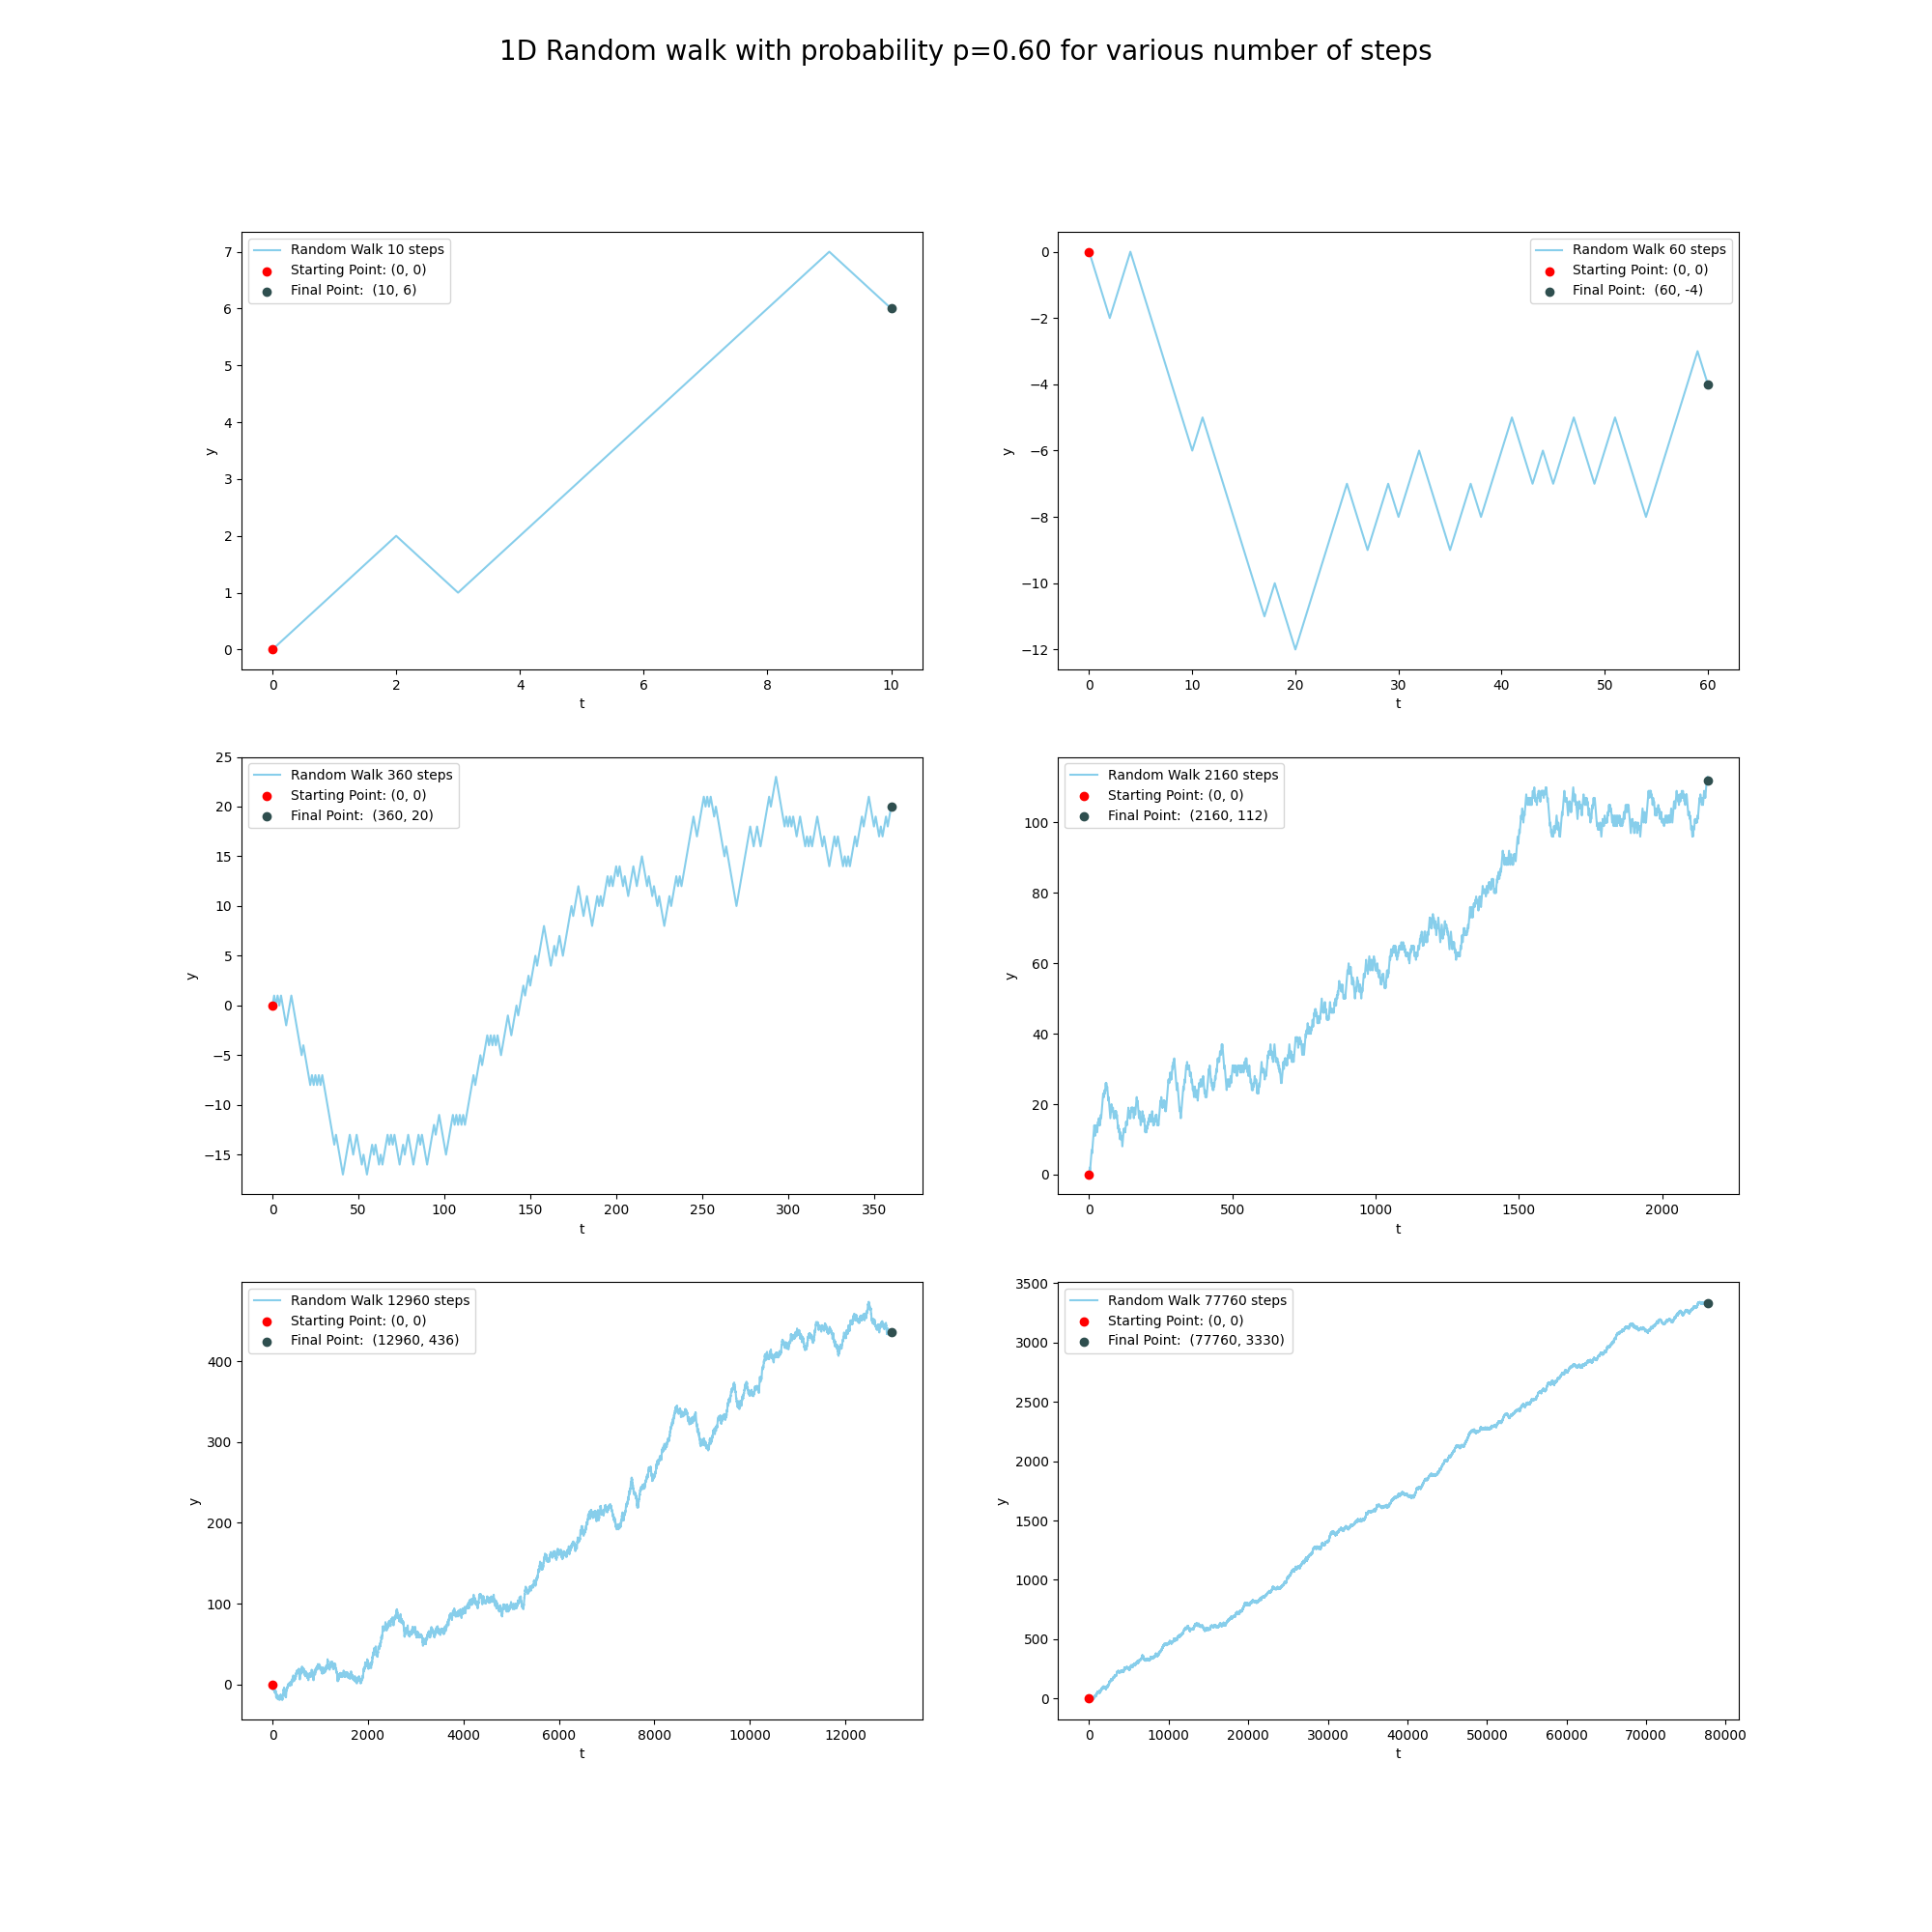 1D Random walk with probability p=0.60 for various number of steps
Random Walk 10 steps
Starting Point: (0, 0)
Final Point:  (10, 6)
7
6
5
4
3
2
1
0
y
0 2 4 6 8 10
t
Random Walk 60 steps
Starting Point: (0, 0)
Final Point:  (60, -4)
0
−2
−4
−6
−8
−10
−12
y
0 10 20 30 40 50 60
t
Random Walk 360 steps
Starting Point: (0, 0)
Final Point:  (360, 20)
25
20
15
10
5
0
−5
−10
−15
y
0 50 100 150 200 250 300 350
t
Random Walk 2160 steps
Starting Point: (0, 0)
Final Point:  (2160, 112)
100
80
60
40
20
0
y
0 500 1000 1500 2000
t
Random Walk 12960 steps
Starting Point: (0, 0)
Final Point:  (12960, 436)
400
300
200
100
0
y
0 2000 4000 6000 8000 10000 12000
t
Random Walk 77760 steps
Starting Point: (0, 0)
Final Point:  (77760, 3330)
3500
3000
2500
2000
1500
1000
500
0
y
0 10000 20000 30000 40000 50000 60000 70000 80000
t